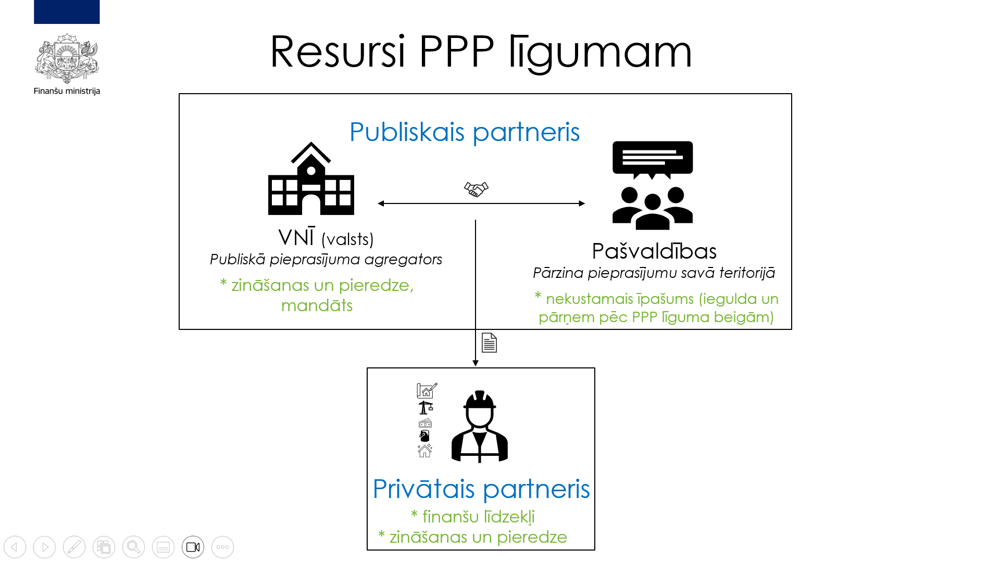 Finanšu ministrija
Resursi PPP līgumam
Publiskais partneris
VNĪ (valsts)
Publiskā pieprasījuma agregators
* zināšanas un pieredze,
mandāts
Pašvaldības
Pārzina pieprasījumu savā teritorijā
* nekustamais īpašums (iegulda un
pārņem pēc PPP līguma beigām)
Privātais partneris
* finanšu līdzekļi
* zināšanas un pieredze